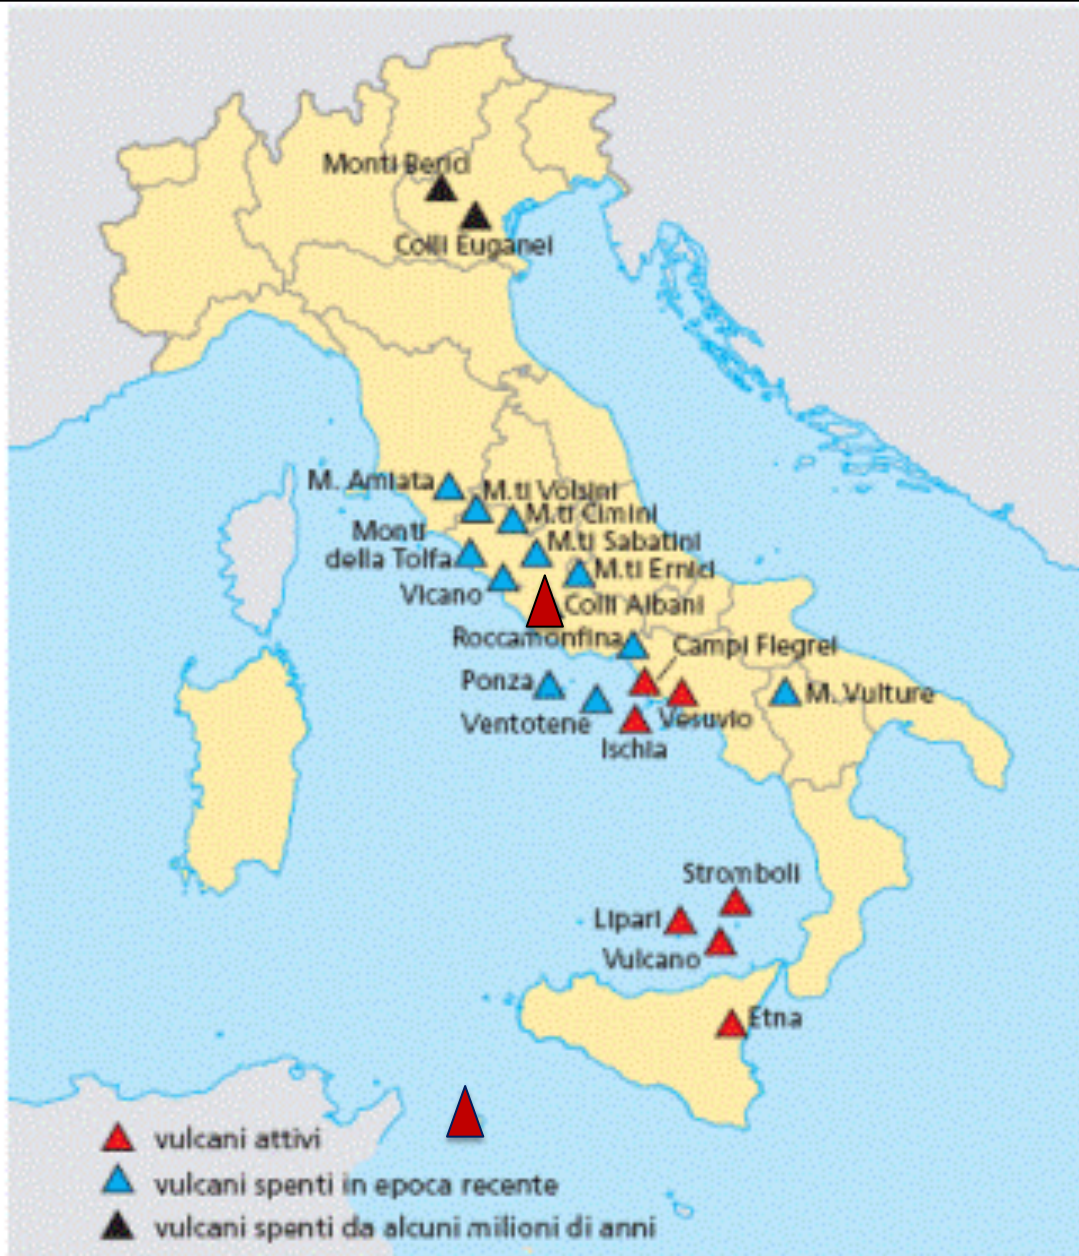 Monti Berici
Colli Euganei
M. Amiata
M.ti Volsini
M.ti Cimini
Monti
della Tolfa
M.ti Sabatini
M.ti Ernici
Vicano
Colli Albani
Roccamonfina
Campi Flegrei
Ponza
M. Vulture
Ventotene
Vesuvio
Ischia
Stromboli
Lipari
Vulcano
Etna
vulcani attivi
vulcani spenti in epoca recente
vulcani spenti da alcuni milioni di anni